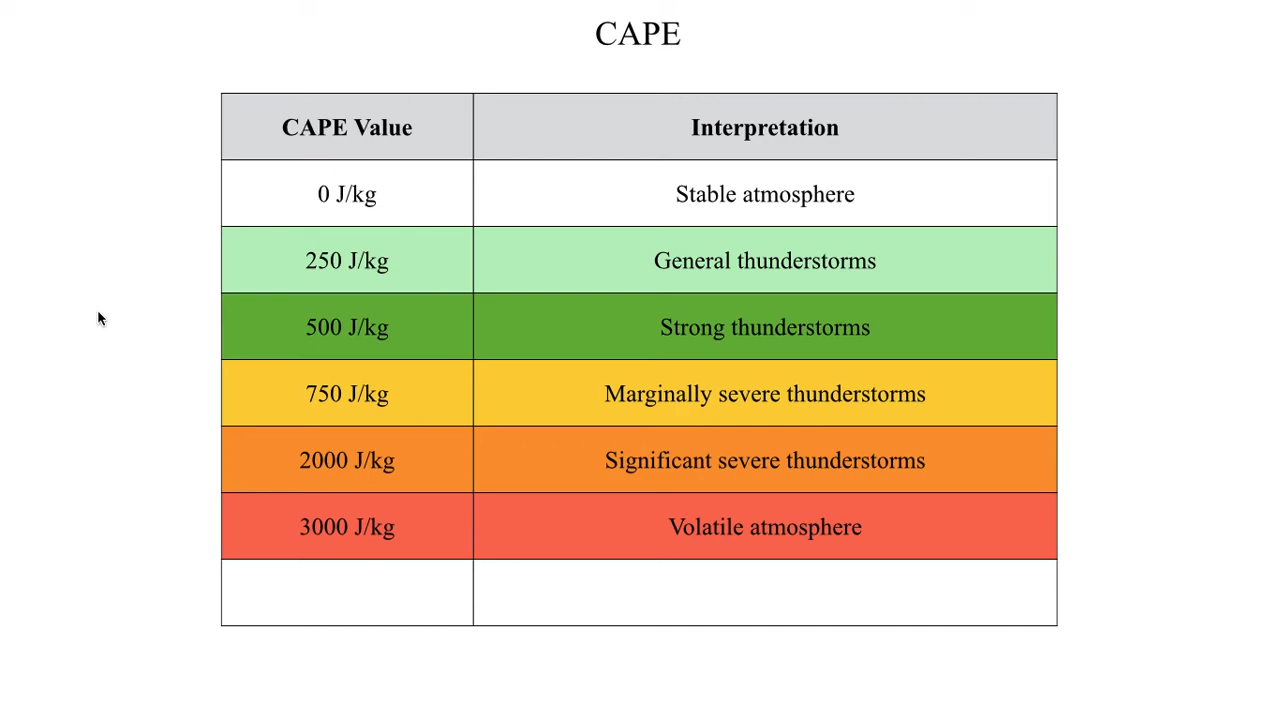 CAPE
CAPE Value Interpretation
0 J/kg Stable atmosphere
250 J/kg General thunderstorms
500 J/kg Strong thunderstorms
750 J/kg Marginally severe thunderstorms
2000 J/kg Significant severe thunderstorms
3000 J/kg Volatile atmosphere